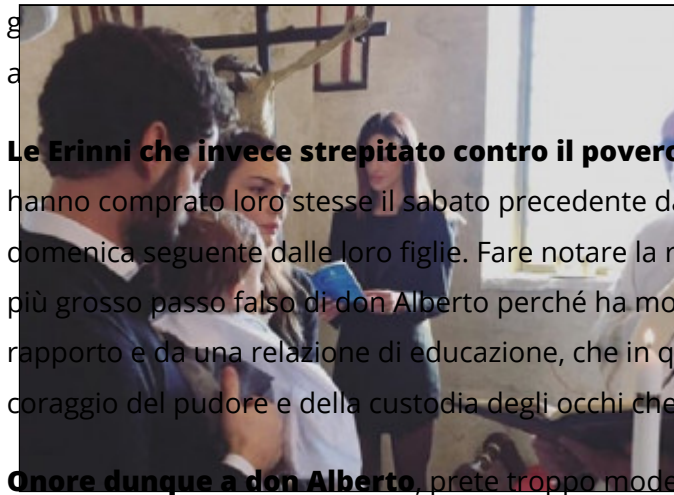 g
a
Le Erinni che invece strepitato contro il povero
hanno comprato loro stesse il sabato precedente da
domenica seguente dalle loro figlie. Fare notare la r
più grosso passo falso di don Alberto perché ha mo
rapporto e da una relazione di educazione, che in q
coraggio del pudore e della custodia degli occhi che
Onore dunque a don Alberto, prete troppo mode